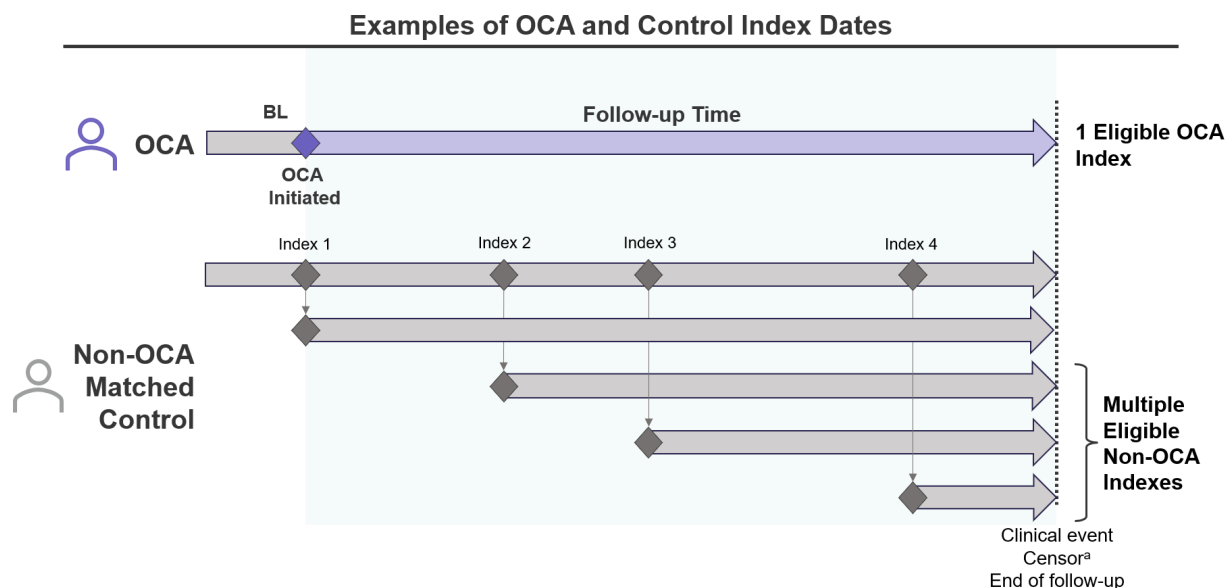 Examples of OCA and Control Index Dates
BL
Follow-up Time
OCA
1 Eligible OCA
Index
OCA
Initiated
Index 1
Index 2
Index 3
Index 4
Non-OCA
Matched
Control
Multiple
Eligible
Non-OCA
Indexes
Clinical event
Censorᵃ
End of follow-up